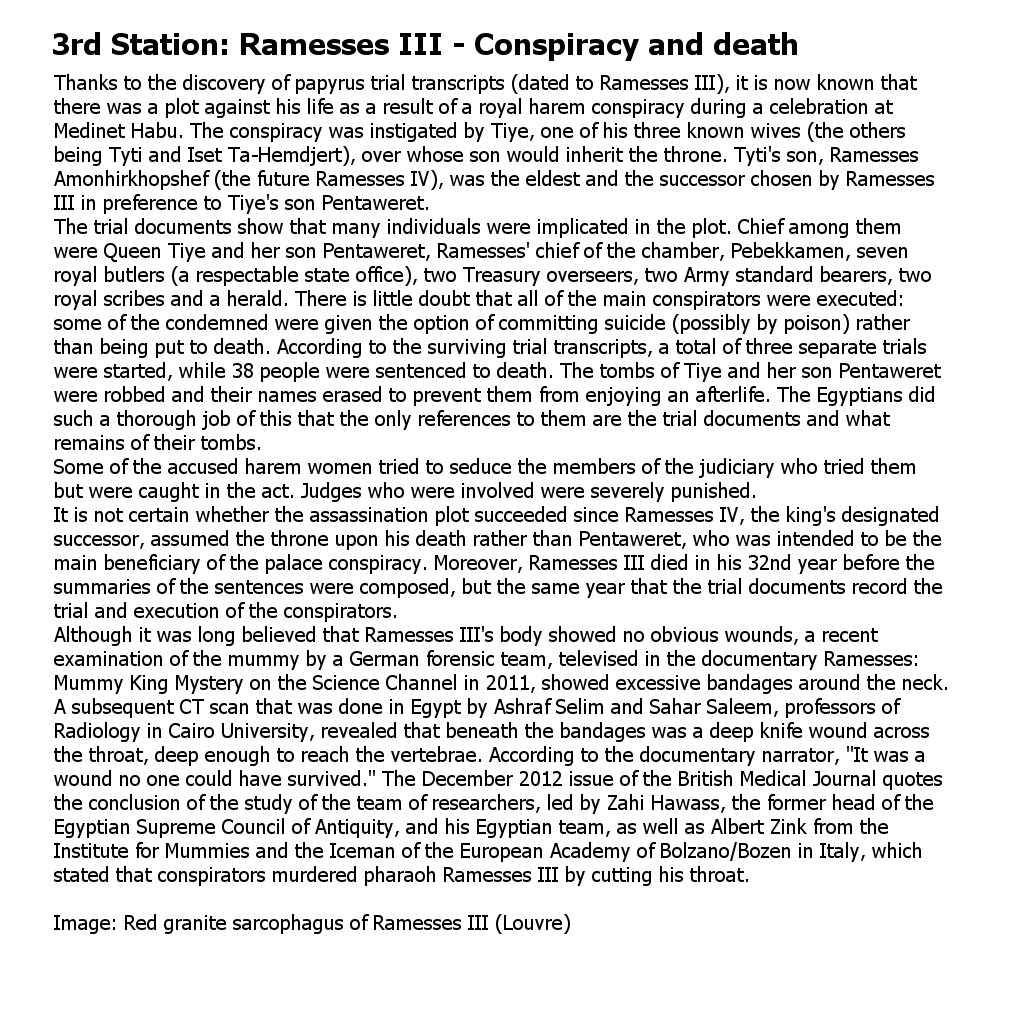 3rd Station: Ramesses III - Conspiracy and death
Thanks to the discovery of papyrus trial transcripts (dated to Ramesses III), it is now known that
there was a plot against his life as a result of a royal harem conspiracy during a celebration at
Medinet Habu. The conspiracy was instigated by Tiye, one of his three known wives (the others
being Tyti and Iset Ta-Hemdjert), over whose son would inherit the throne. Tyti's son, Ramesses
Amonhirkhopshef (the future Ramesses IV), was the eldest and the successor chosen by Ramesses
III in preference to Tiye's son Pentaweret.
The trial documents show that many individuals were implicated in the plot. Chief among them
were Queen Tiye and her son Pentaweret, Ramesses' chief of the chamber, Pebekkamen, seven
royal butlers (a respectable state office), two Treasury overseers, two Army standard bearers, two
royal scribes and a herald. There is little doubt that all of the main conspirators were executed:
some of the condemned were given the option of committing suicide (possibly by poison) rather
than being put to death. According to the surviving trial transcripts, a total of three separate trials
were started, while 38 people were sentenced to death. The tombs of Tiye and her son Pentaweret
were robbed and their names erased to prevent them from enjoying an afterlife. The Egyptians did
such a thorough job of this that the only references to them are the trial documents and what
remains of their tombs.
Some of the accused harem women tried to seduce the members of the judiciary who tried them
but were caught in the act. Judges who were involved were severely punished.
It is not certain whether the assassination plot succeeded since Ramesses IV, the king's designated
successor, assumed the throne upon his death rather than Pentaweret, who was intended to be the
main beneficiary of the palace conspiracy. Moreover, Ramesses III died in his 32nd year before the
summaries of the sentences were composed, but the same year that the trial documents record the
trial and execution of the conspirators.
Although it was long believed that Ramesses III's body showed no obvious wounds, a recent
examination of the mummy by a German forensic team, televised in the documentary Ramesses:
Mummy King Mystery on the Science Channel in 2011, showed excessive bandages around the neck.
A subsequent CT scan that was done in Egypt by Ashraf Selim and Sahar Saleem, professors of
Radiology in Cairo University, revealed that beneath the bandages was a deep knife wound across
the throat, deep enough to reach the vertebrae. According to the documentary narrator, "It was a
wound no one could have survived." The December 2012 issue of the British Medical Journal quotes
the conclusion of the study of the team of researchers, led by Zahi Hawass, the former head of the
Egyptian Supreme Council of Antiquity, and his Egyptian team, as well as Albert Zink from the
Institute for Mummies and the Iceman of the European Academy of Bolzano/Bozen in Italy, which
stated that conspirators murdered pharaoh Ramesses III by cutting his throat.
Image: Red granite sarcophagus of Ramesses III (Louvre)